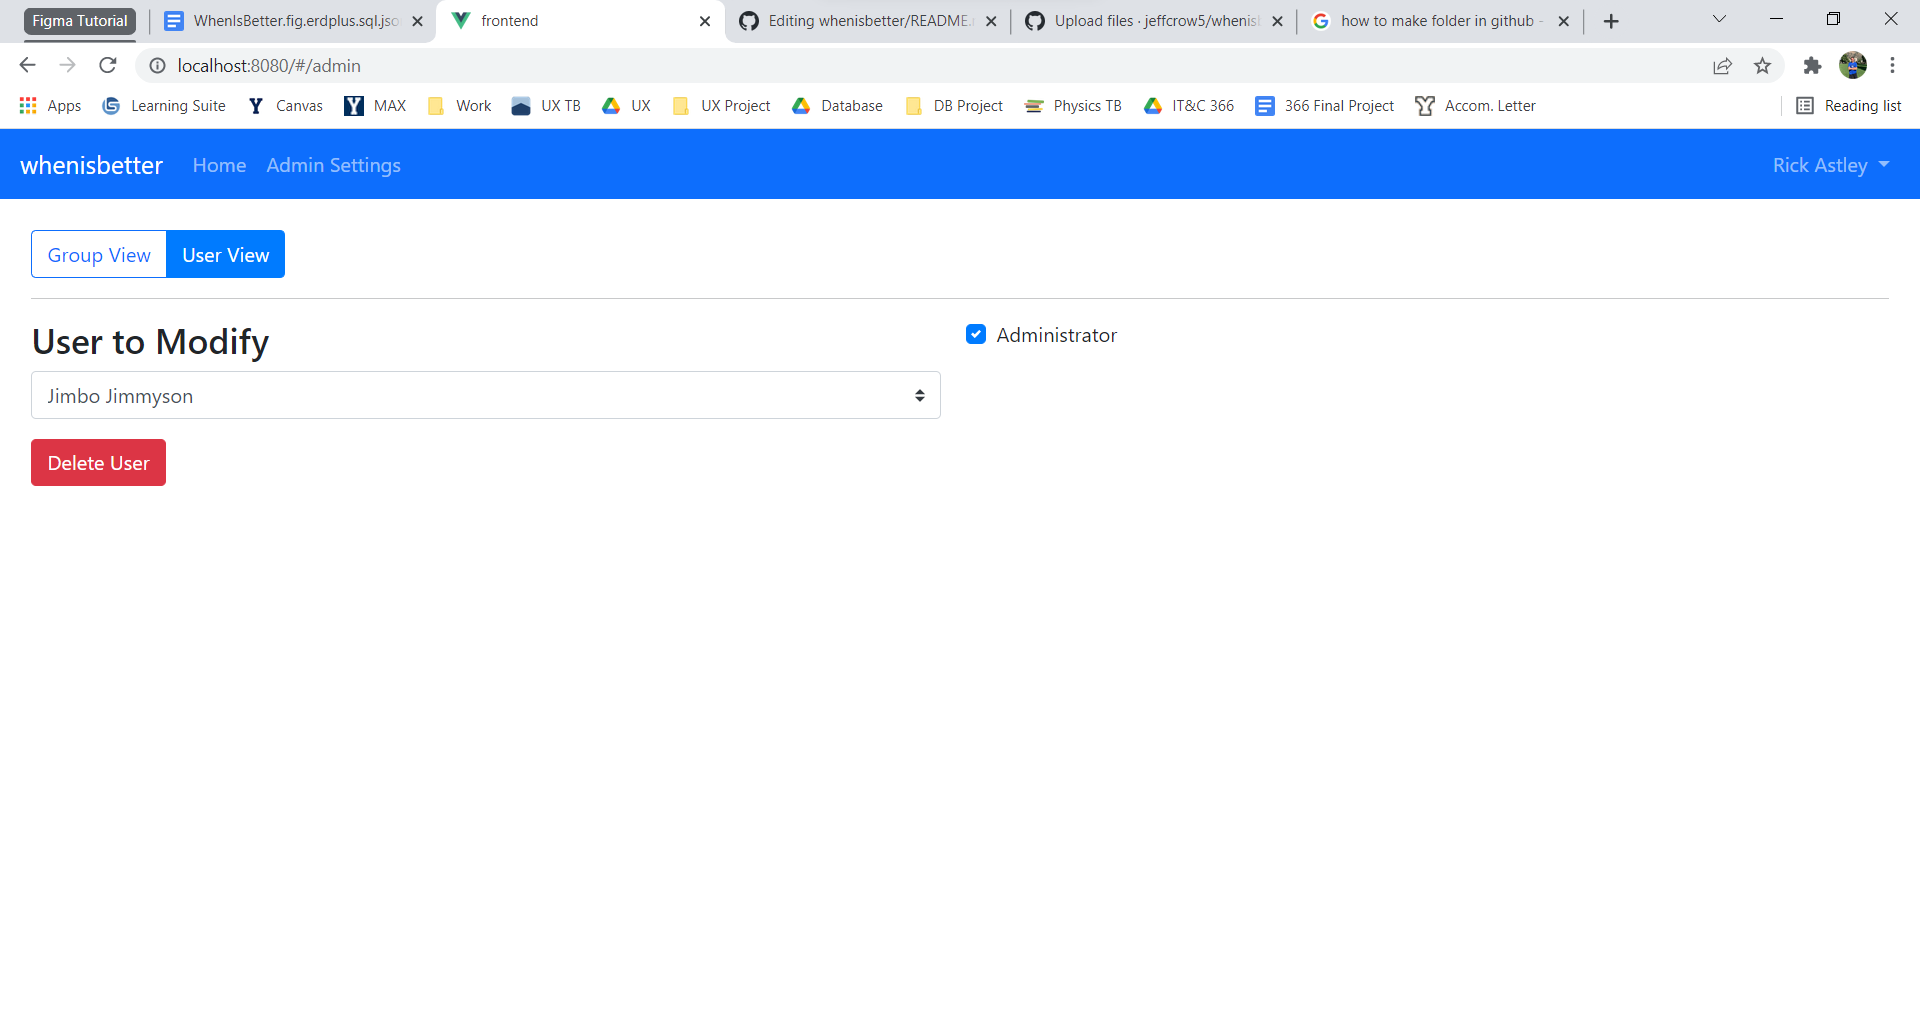 Figma Tutorial
WhenIsBetter.fig.erdplus.sql.jso
frontend
Editing whenisbetter/README.
Upload files · jeffcrow5/whenis
how to make folder in github -
localhost:8080/#/admin
Apps
Learning Suite
Canvas
MAX
Work
UX TB
UX
UX Project
Database
DB Project
Physics TB
IT&C 366
366 Final Project
Accom. Letter
Reading list
whenisbetter
Home
Admin Settings
Rick Astley
Group View
User View
User to Modify
Administrator
Jimbo Jimmyson
Delete User